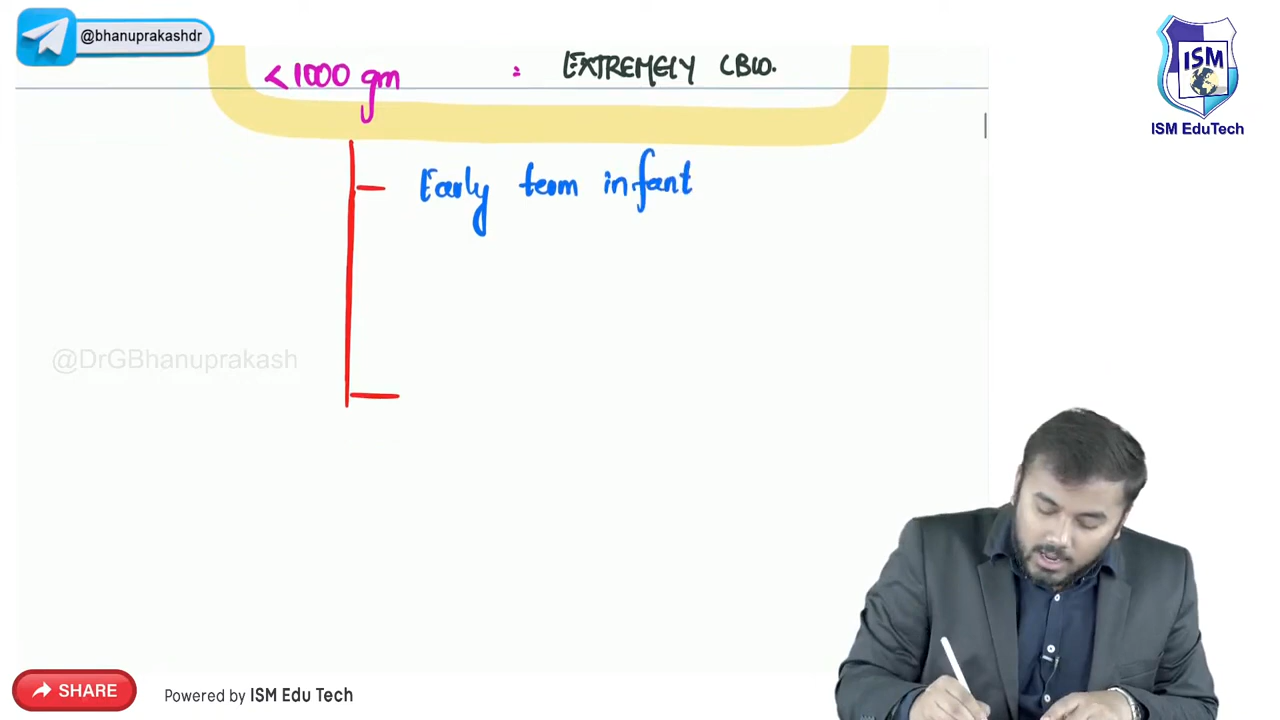 @bhanuprakashdr
<1000 gm : EXTREMELY LBW.
ISM
ISM EduTech
Early term infant
@DrGBhanuprakash
SHARE
Powered by ISM Edu Tech